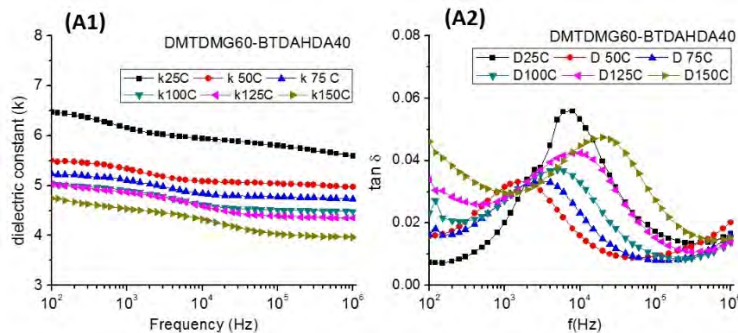 (A1)
DMTDMG60-BTDAHDA40
k25C k 50C k 75 C
k100C k125C k150C
dielectric constant (k)
8
7
6
5
4
3
10² 10³ 10⁴ 10⁵ 10⁶
Frequency (Hz)
(A2)
DMTDMG60-BTDAHDA40
D25C D 50C D 75C
D100C D125C D150C
tan δ
0.08
0.06
0.04
0.02
0.00
10² 10³ 10⁴ 10⁵ 10⁶
f(Hz)